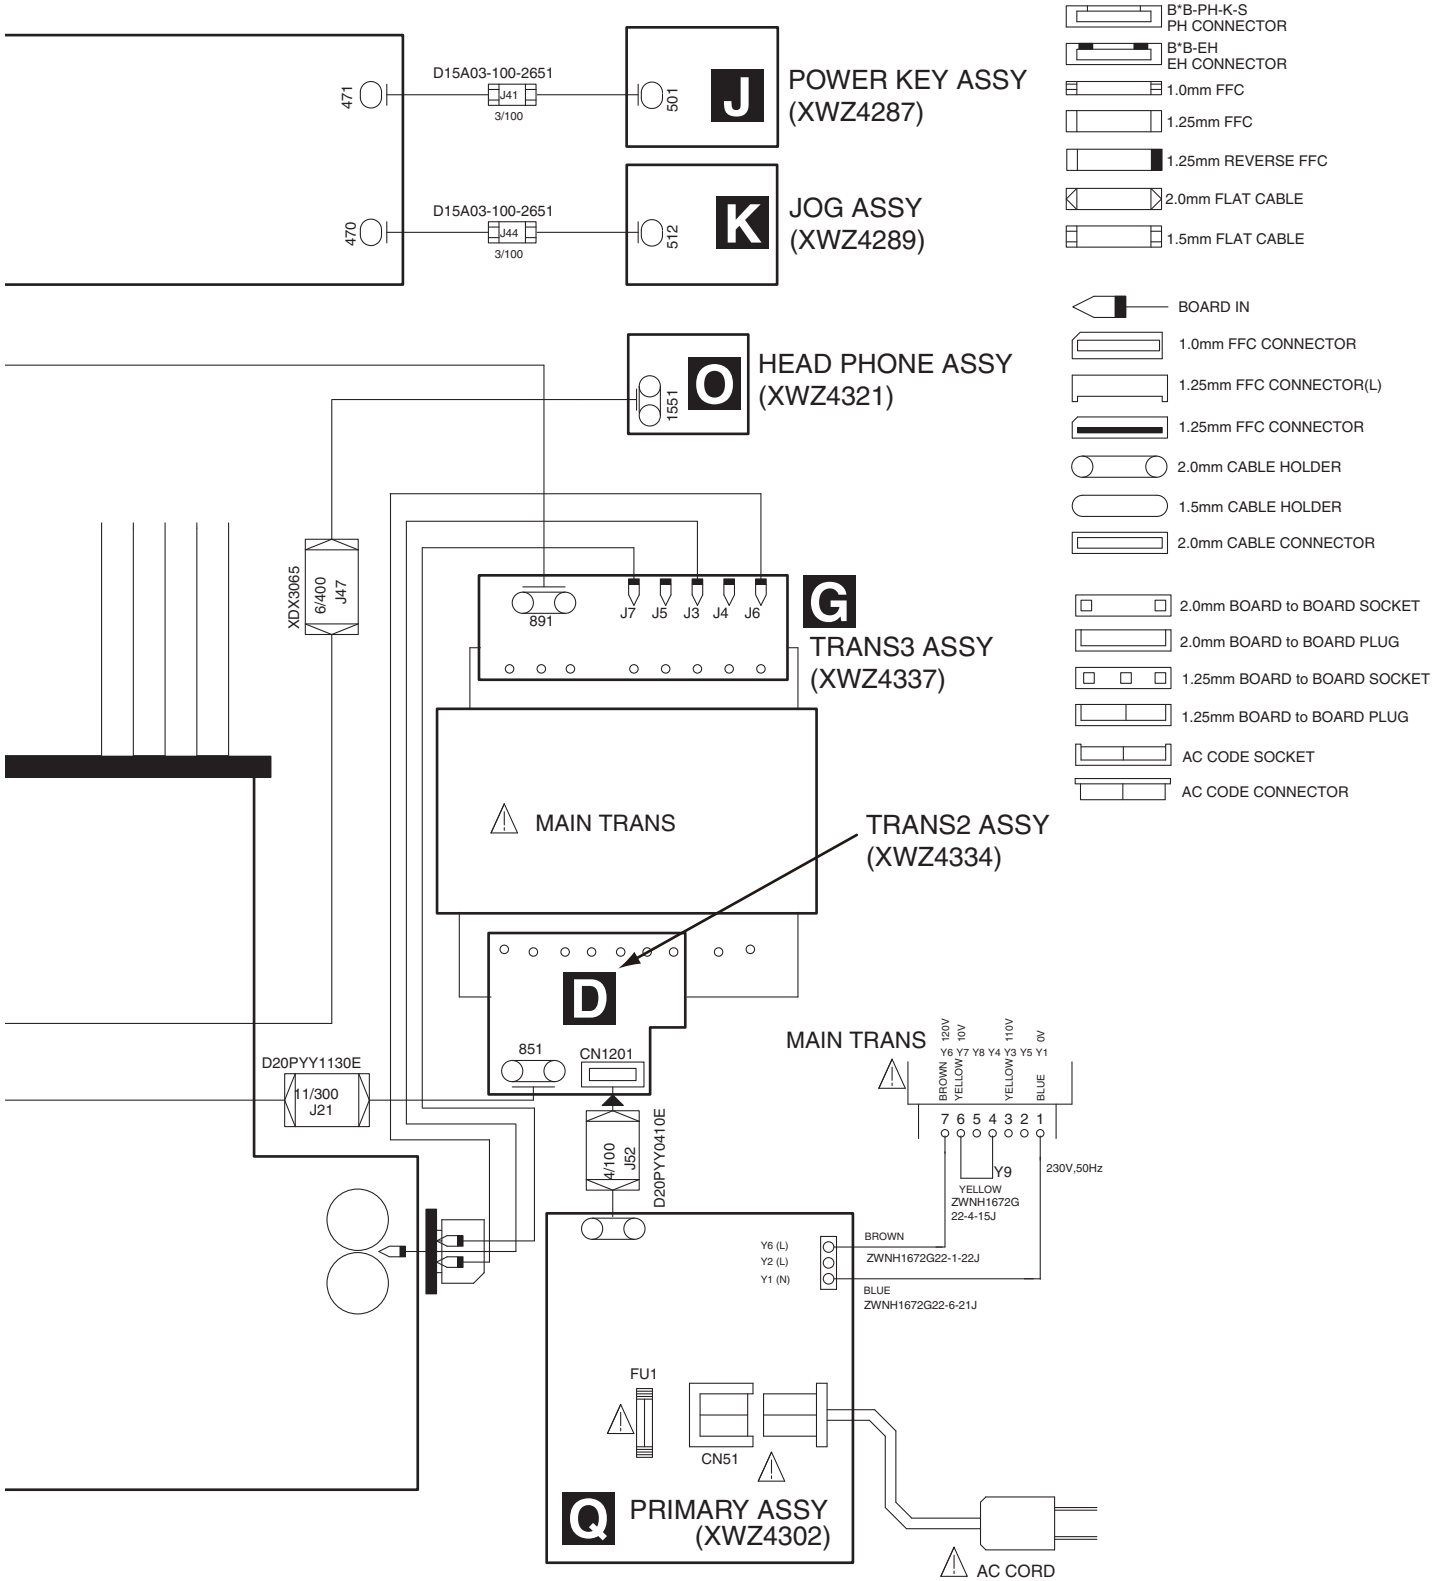 B*B-PH-K-S
PH CONNECTOR
B*B-EH
EH CONNECTOR
1.0mm FFC
1.25mm FFC
1.25mm REVERSE FFC
2.0mm FLAT CABLE
1.5mm FLAT CABLE
BOARD IN
1.0mm FFC CONNECTOR
1.25mm FFC CONNECTOR(L)
1.25mm FFC CONNECTOR
2.0mm CABLE HOLDER
1.5mm CABLE HOLDER
2.0mm CABLE CONNECTOR
2.0mm BOARD to BOARD SOCKET
2.0mm BOARD to BOARD PLUG
1.25mm BOARD to BOARD SOCKET
1.25mm BOARD to BOARD PLUG
AC CODE SOCKET
AC CODE CONNECTOR
471
D15A03-100-2651
J41
3/100
501
J
POWER KEY ASSY
(XWZ4287)
470
D15A03-100-2651
J44
3/100
512
K
JOG ASSY
(XWZ4289)
1551
O
HEAD PHONE ASSY
(XWZ4321)
XDX3065
6/400
J47
891
J7 J5 J3 J4 J6
G
TRANS3 ASSY
(XWZ4337)
MAIN TRANS
TRANS2 ASSY
(XWZ4334)
D
851
CN1201
D20PYY1130E
11/300
J21
4/100
J52
D20PYY0410E
MAIN TRANS
120V 10V 110V 0V
Y6 Y7 Y8 Y4 Y3 Y5 Y1
BROWN YELLOW YELLOW BLUE
7 6 5 4 3 2 1
Y9
230V,50Hz
YELLOW
ZWNH1672G
22-4-15J
Y6 (L)
Y2 (L)
Y1 (N)
BROWN
ZWNH1672G22-1-22J
BLUE
ZWNH1672G22-6-21J
FU1
CN51
Q
PRIMARY ASSY
(XWZ4302)
AC CORD